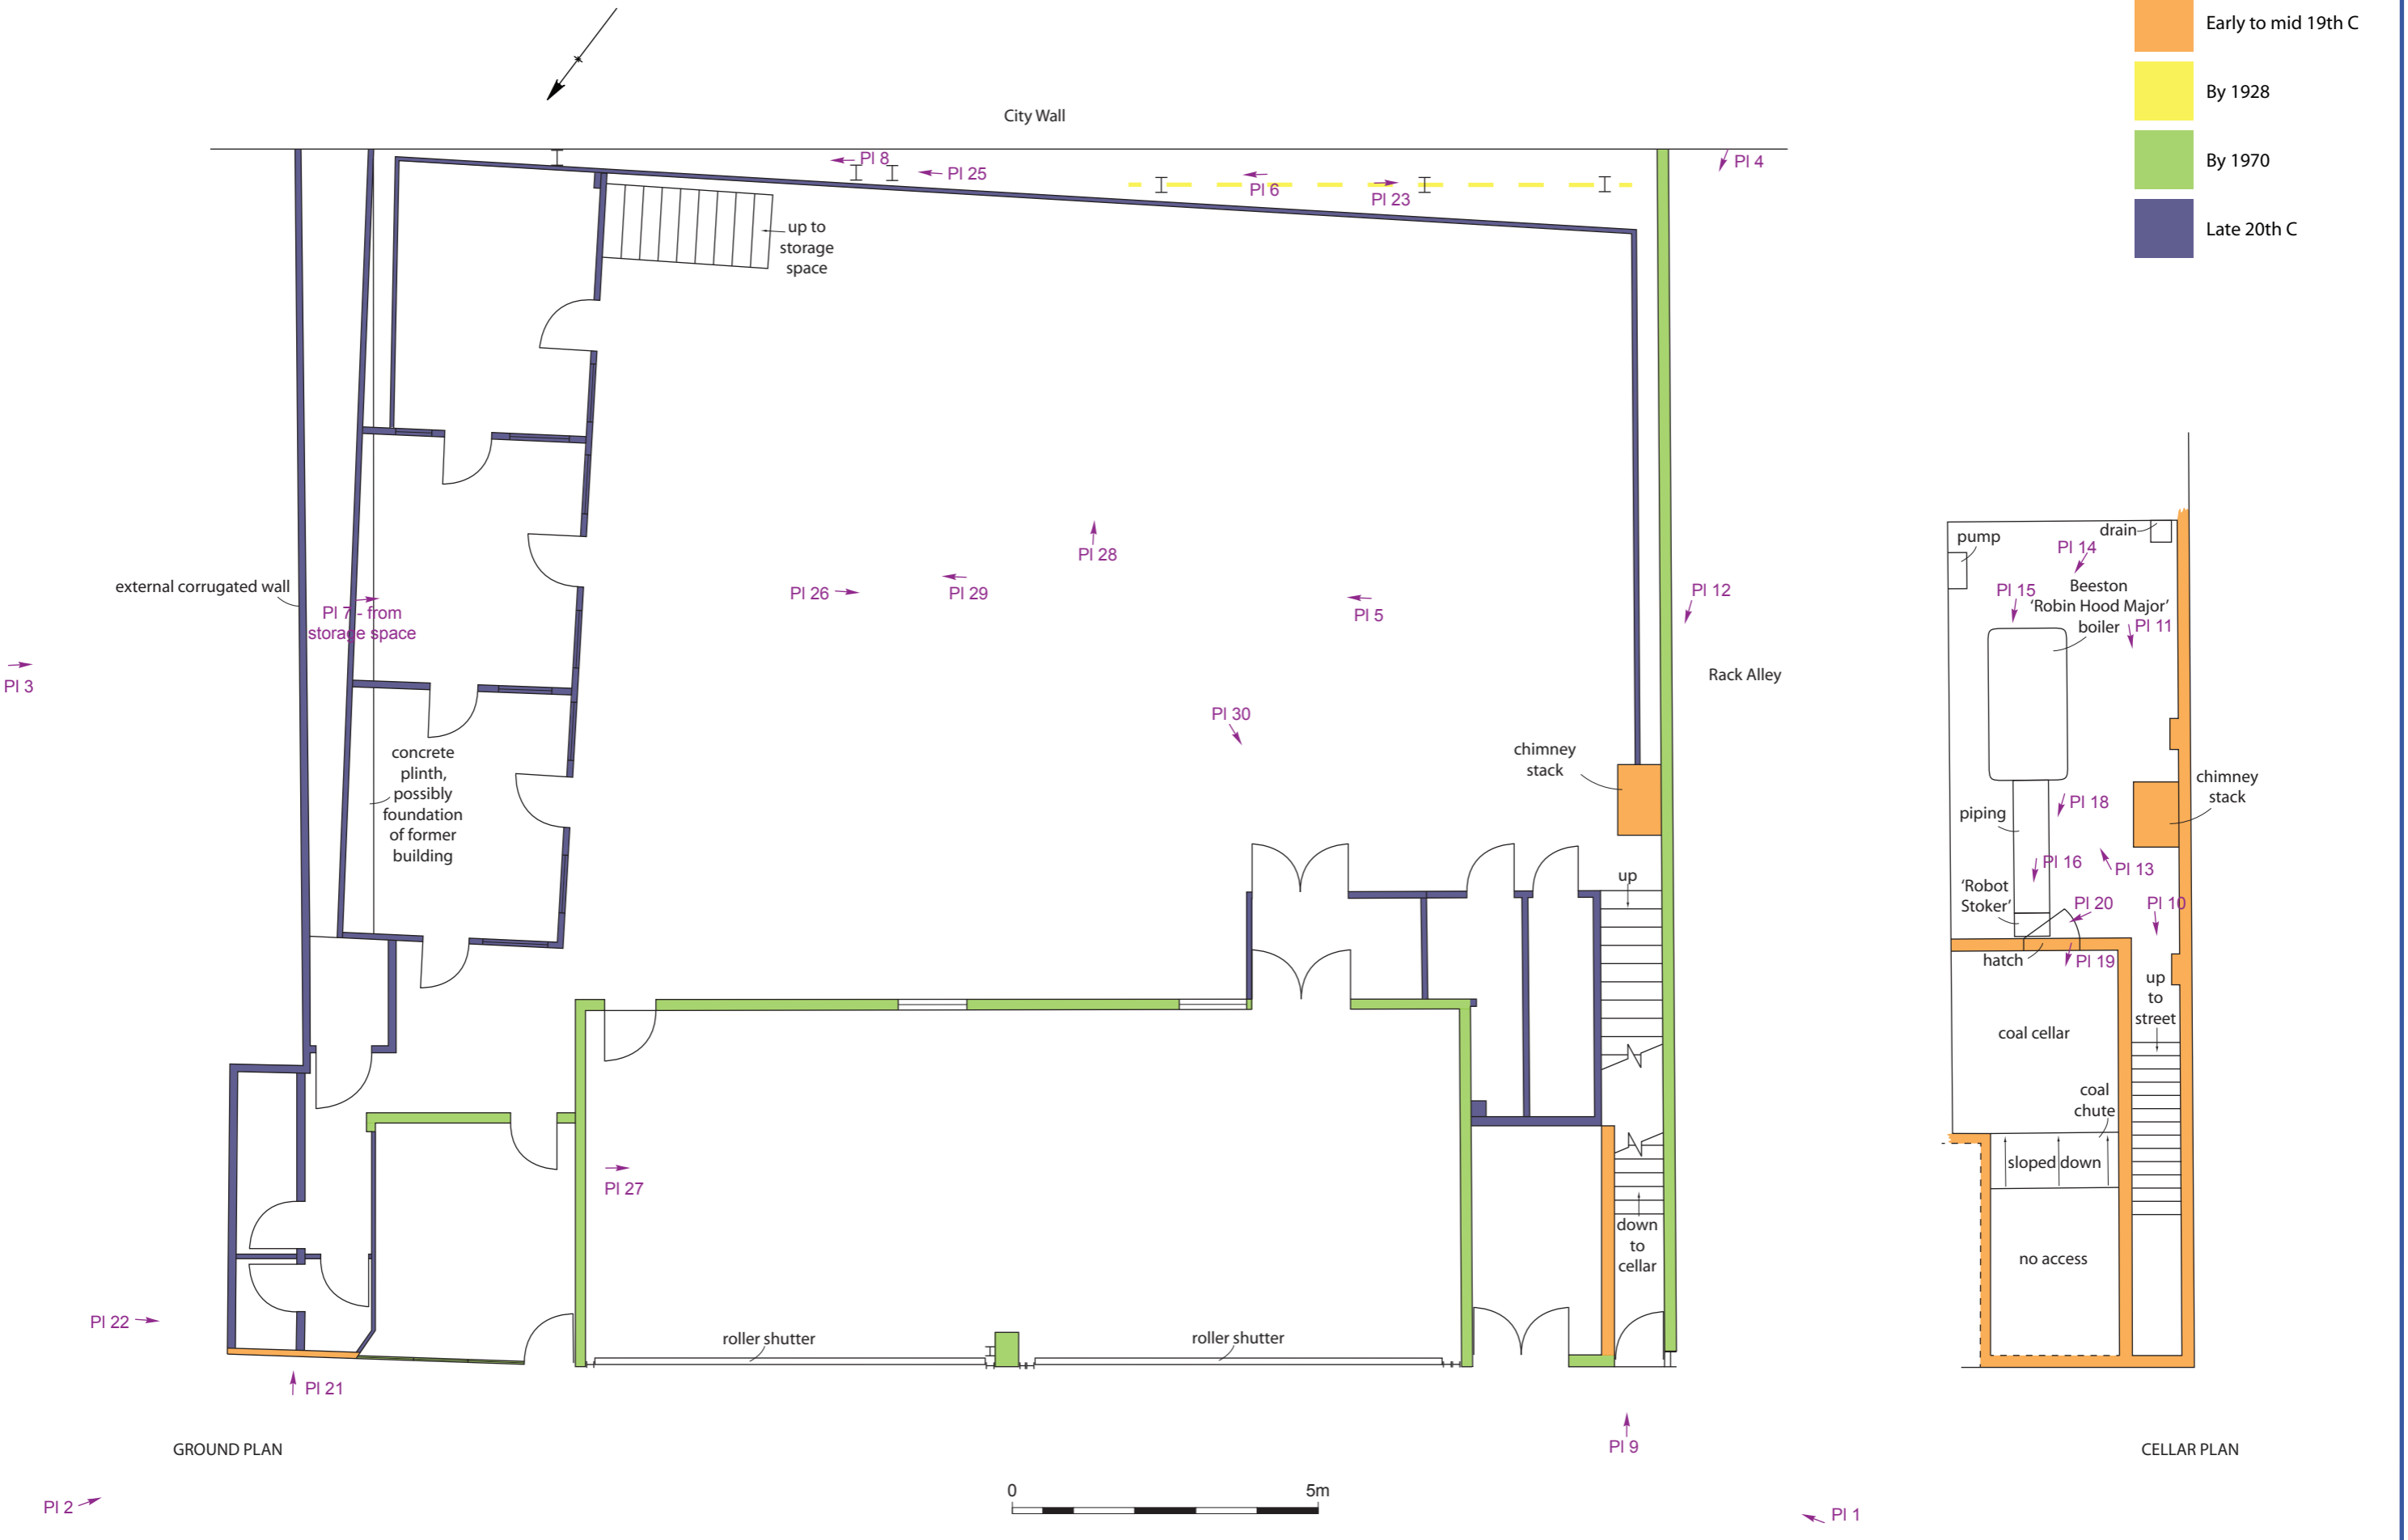 Early to mid 19th C
By 1928
By 1970
Late 20th C
City Wall
Pl 8
Pl 25
Pl 6
Pl 23
Pl 4
up to
storage
space
external corrugated wall
Pl 7 - from
storage space
Pl 3
Pl 28
Pl 26
Pl 29
Pl 5
Pl 12
Rack Alley
Pl 30
chimney
stack
concrete
plinth,
possibly
foundation
of former
building
up
Pl 27
down
to
cellar
Pl 22
roller shutter
roller shutter
Pl 21
Pl 9
GROUND PLAN
Pl 2
0
5m
Pl 1
pump
drain
Pl 14
Pl 15
Beeston
‘Robin Hood Major’
boiler
Pl 11
chimney
stack
Pl 18
piping
Pl 16
Pl 13
‘Robot
Stoker’
Pl 20
Pl 10
hatch
Pl 19
up
to
street
coal cellar
coal
chute
sloped down
no access
CELLAR PLAN